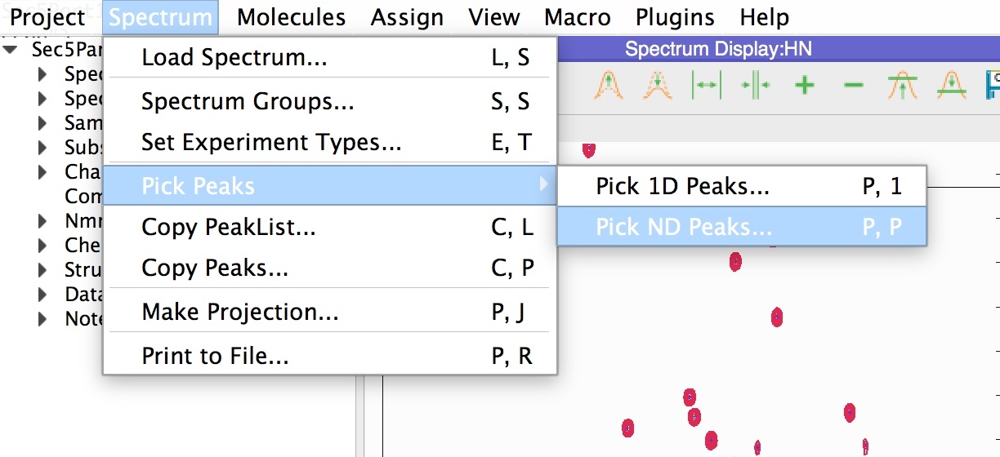 Project Spectrum Molecules Assign View Macro Plugins Help
Spectrum Display:HN
Load Spectrum... L, S
Spectrum Groups... S, S
Set Experiment Types... E, T
Pick Peaks
Pick 1D Peaks... P, 1
Pick ND Peaks... P, P
Copy PeakList... C, L
Copy Peaks... C, P
Make Projection... P, J
Print to File... P, R
Sec5Par
Spec
Spec
Sam
Subs
Cha
Com
Nmr
Che
Stru
Data
Note